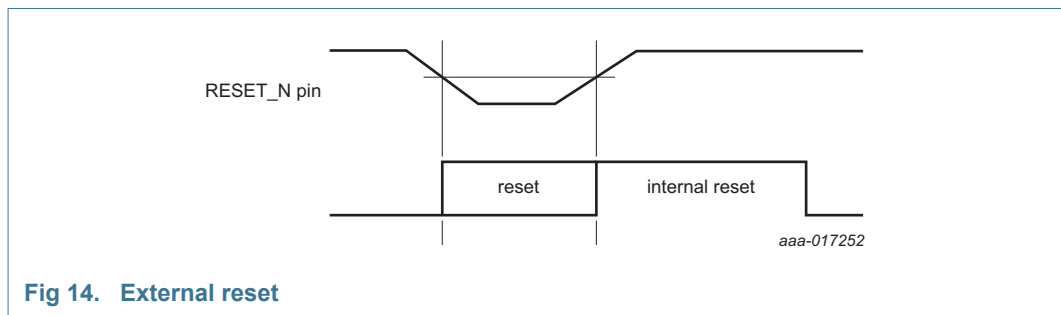 RESET_N pin
reset
internal reset
aaa-017252
Fig 14. External reset